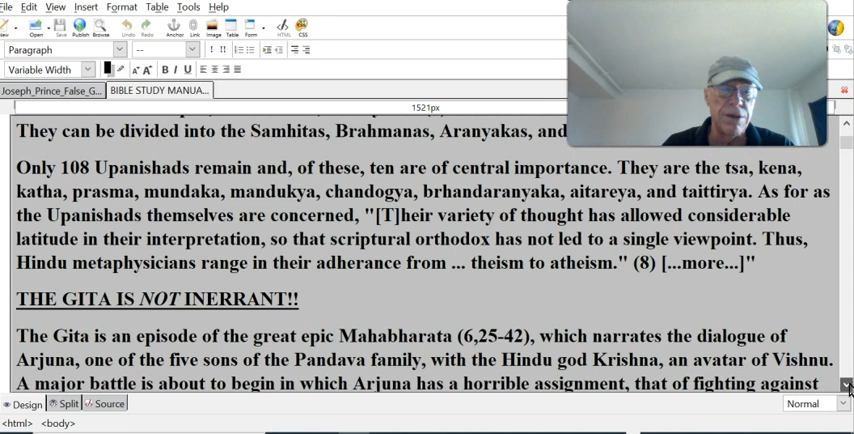 File Edit View Insert Format Table Tools Help
Open Save Publish Browse Undo Redo Anchor Link Image Table Form HTML CSS
Paragraph --
Variable Width A A B I U
Joseph_Prince_False_G... BIBLE STUDY MANUA...
1521px
They can be divided into the Samhitas, Brahmanas, Aranyakas, and
Only 108 Upanishads remain and, of these, ten are of central importance. They are the tsa, kena,
katha, prasma, mundaka, mandukya, chandogya, brhandaranyaka, aitareya, and taittirya. As for as
the Upanishads themselves are concerned, "[T]heir variety of thought has allowed considerable
latitude in their interpretation, so that scriptural orthodox has not led to a single viewpoint. Thus,
Hindu metaphysicians range in their adherance from ... theism to atheism." (8) [...more...]"
THE GITA IS NOT INERRANT!!
The Gita is an episode of the great epic Mahabharata (6,25-42), which narrates the dialogue of
Arjuna, one of the five sons of the Pandava family, with the Hindu god Krishna, an avatar of Vishnu.
A major battle is about to begin in which Arjuna has a horrible assignment, that of fighting against
Design Split Source Normal
<html> <body>